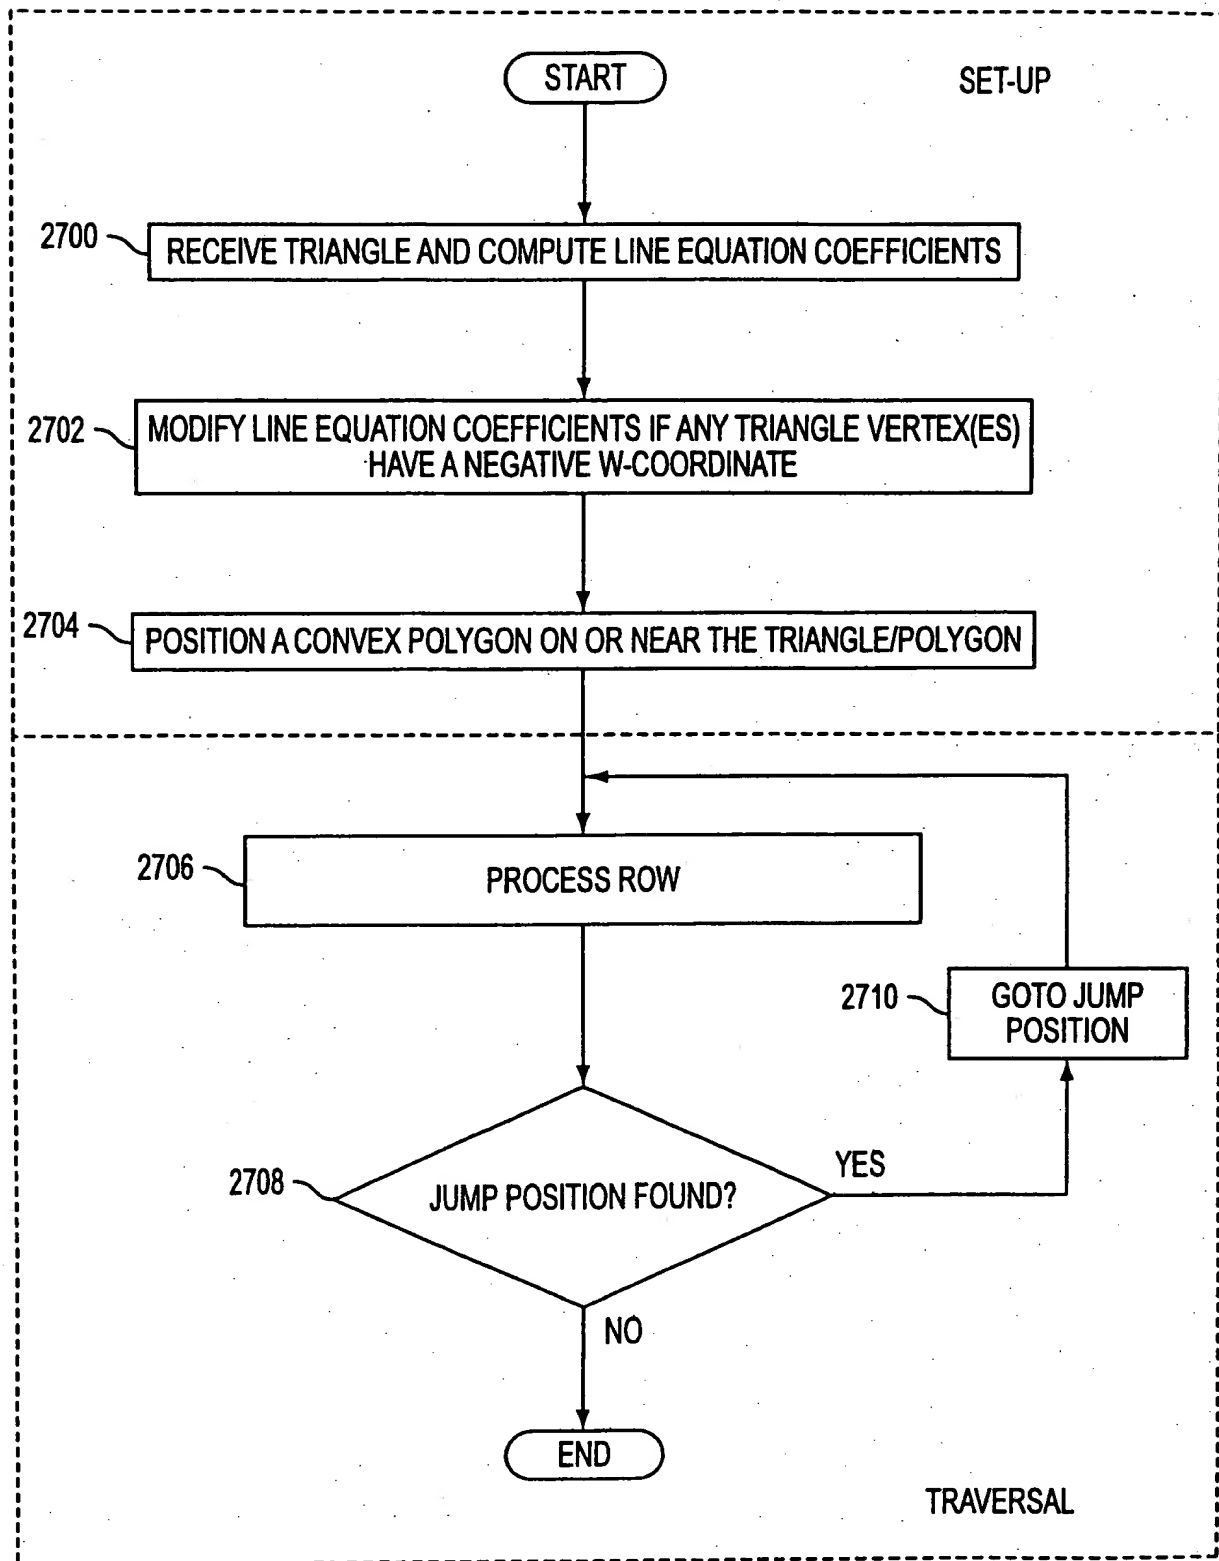 START
SET-UP
2700
RECEIVE TRIANGLE AND COMPUTE LINE EQUATION COEFFICIENTS
2702
MODIFY LINE EQUATION COEFFICIENTS IF ANY TRIANGLE VERTEX(ES)
HAVE A NEGATIVE W-COORDINATE
2704
POSITION A CONVEX POLYGON ON OR NEAR THE TRIANGLE/POLYGON
2706
PROCESS ROW
2710
GOTO JUMP
POSITION
2708
JUMP POSITION FOUND?
YES
NO
END
TRAVERSAL